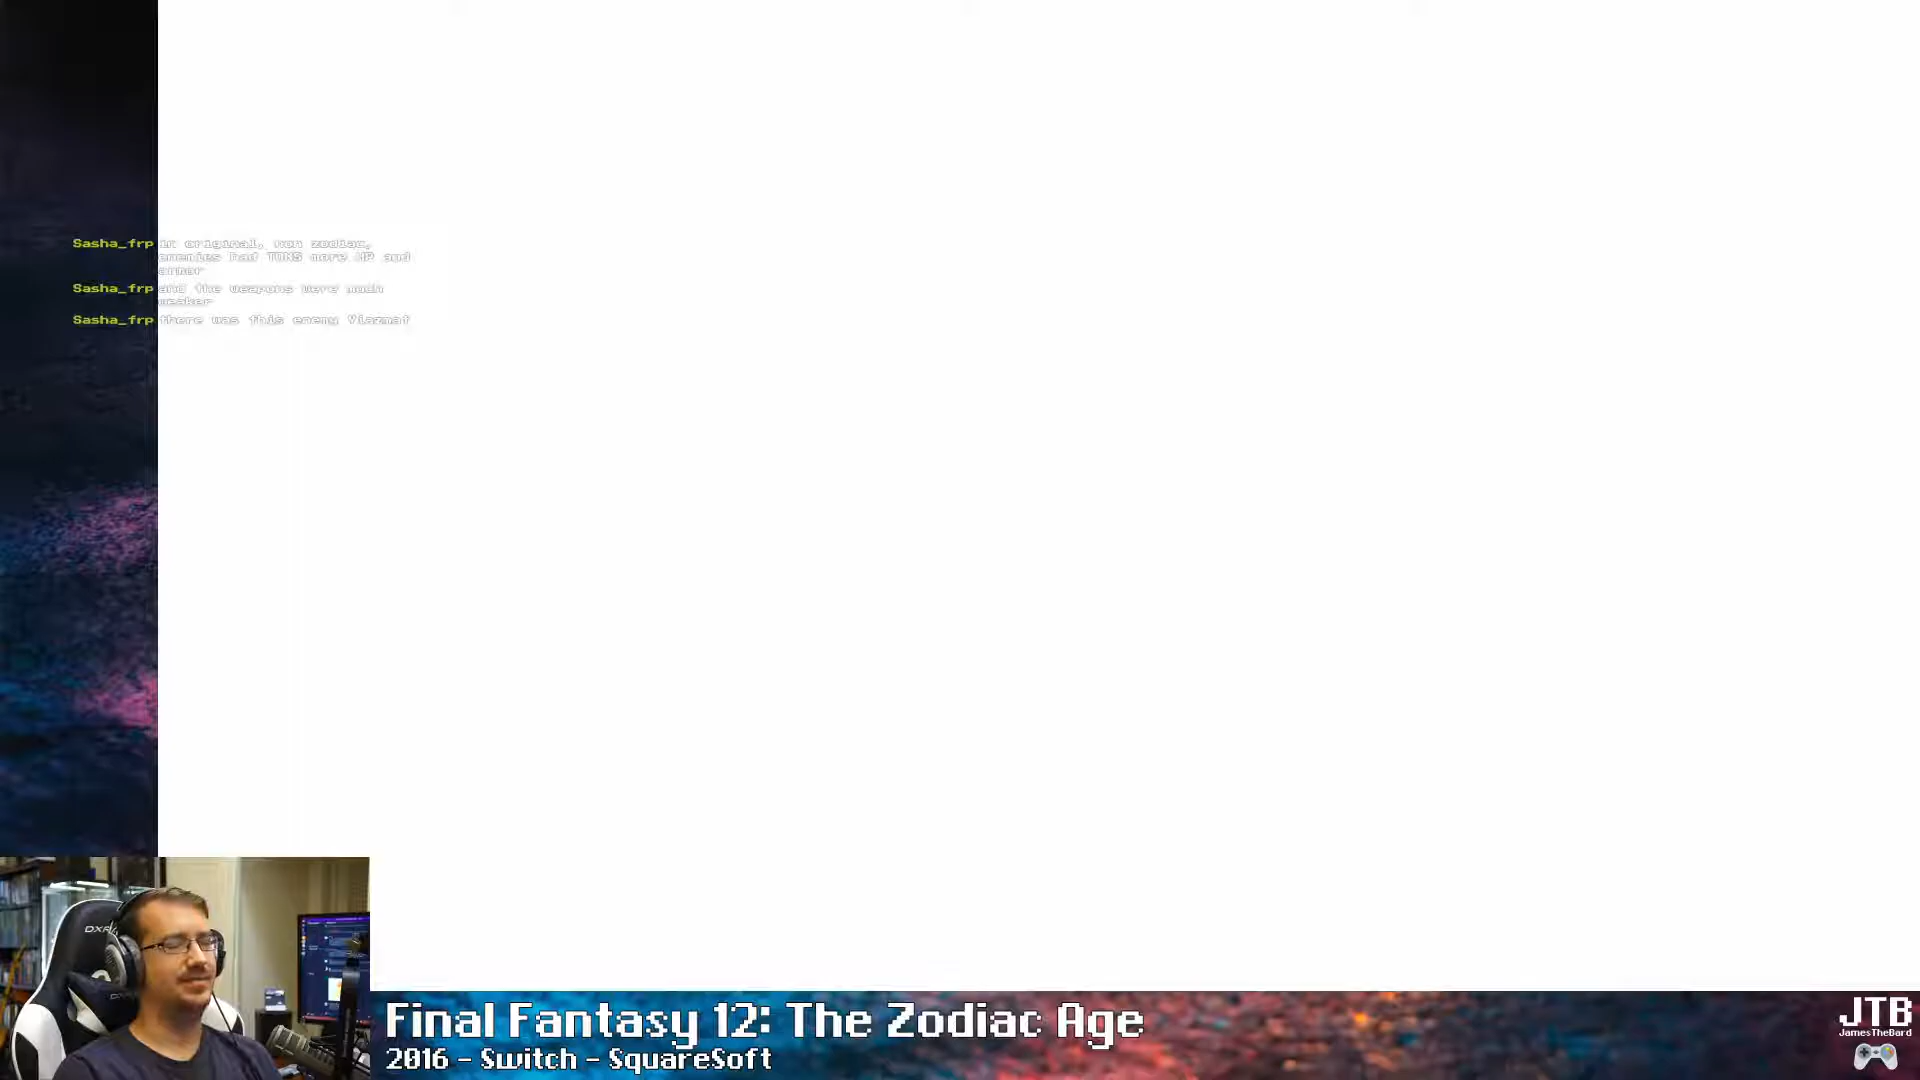 Sasha_frp in original, non zodiac,
enemies had TONS more HP and
armor
Sasha_frp and the weapons were much
weaker
Sasha_frp there was this enemy Yiazmat
DXR
Final Fantasy 12: The Zodiac Age
2016 - Switch - SquareSoft
JTB
JamesTheBard